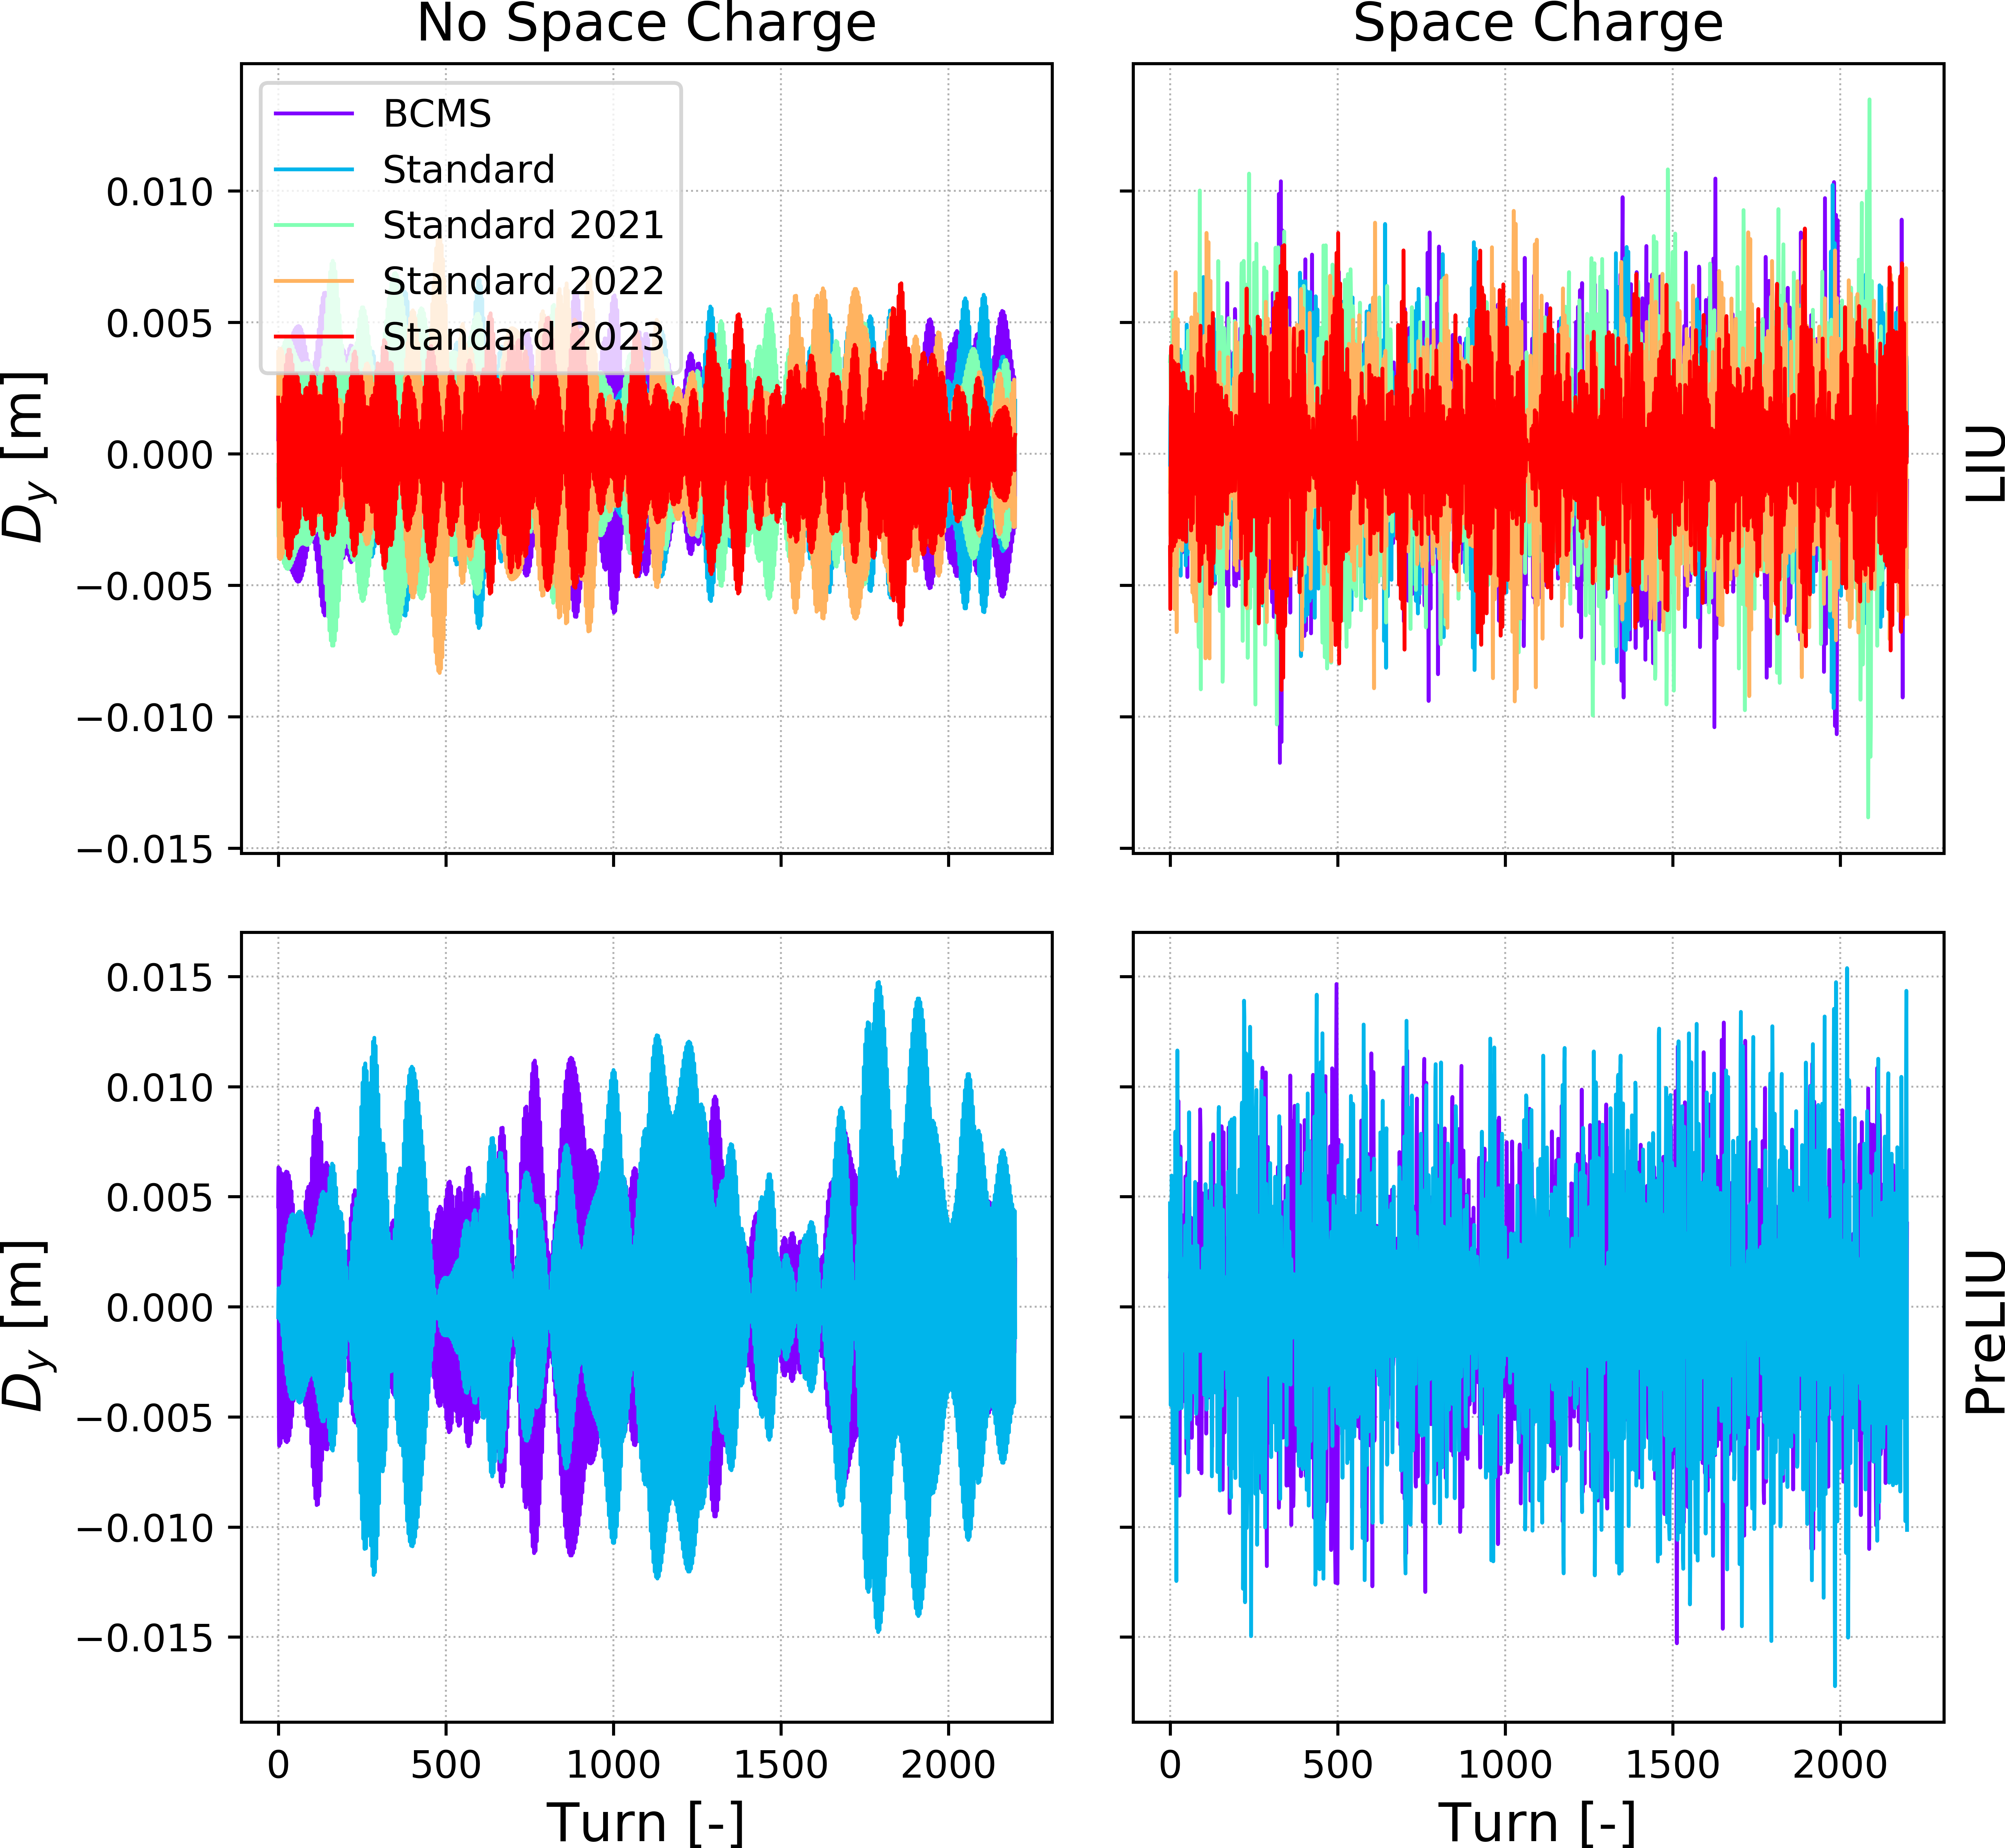 No Space Charge
Space Charge
BCMS
Standard
Standard 2021
Standard 2022
Standard 2023
0.010
0.005
0.000
−0.005
−0.010
−0.015
D_y [m]
LIU
0.015
0.010
0.005
0.000
−0.005
−0.010
−0.015
D_y [m]
PreLIU
0 500 1000 1500 2000
0 500 1000 1500 2000
Turn [-]
Turn [-]